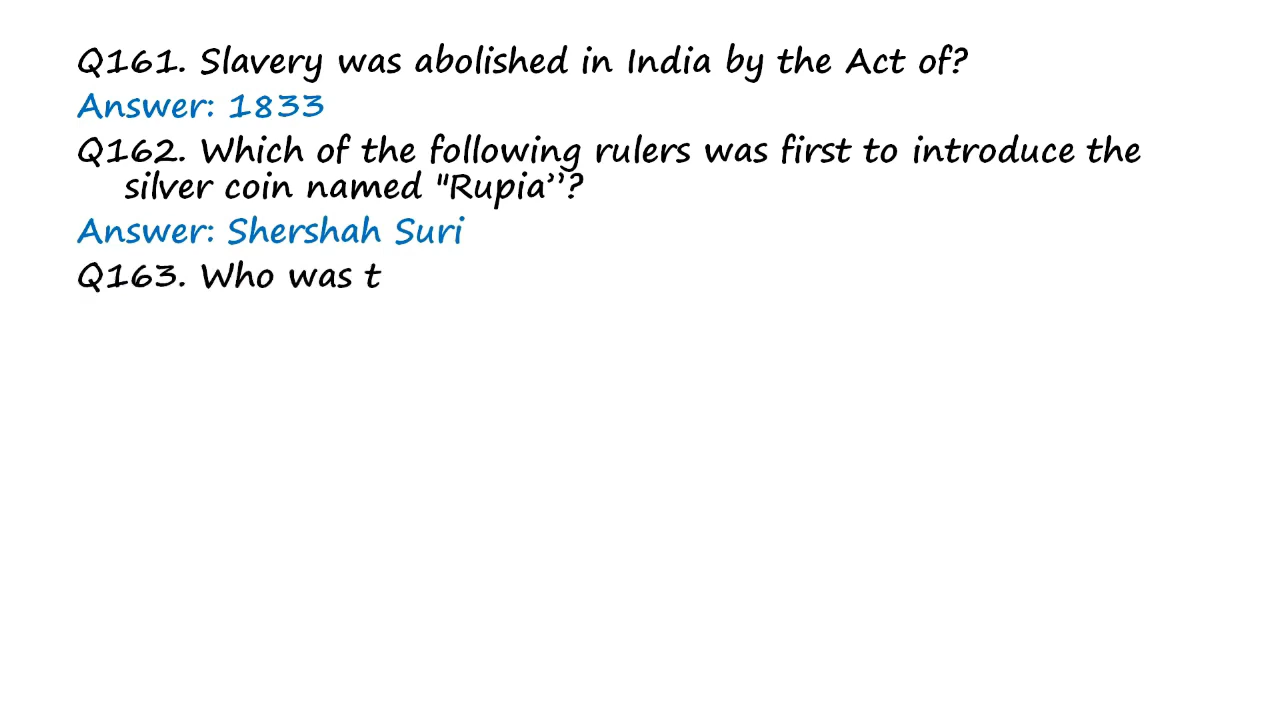 Q161. Slavery was abolished in India by the Act of?
Answer: 1833
Q162. Which of the following rulers was first to introduce the
silver coin named "Rupia”?
Answer: Shershah Suri
Q163. Who was t